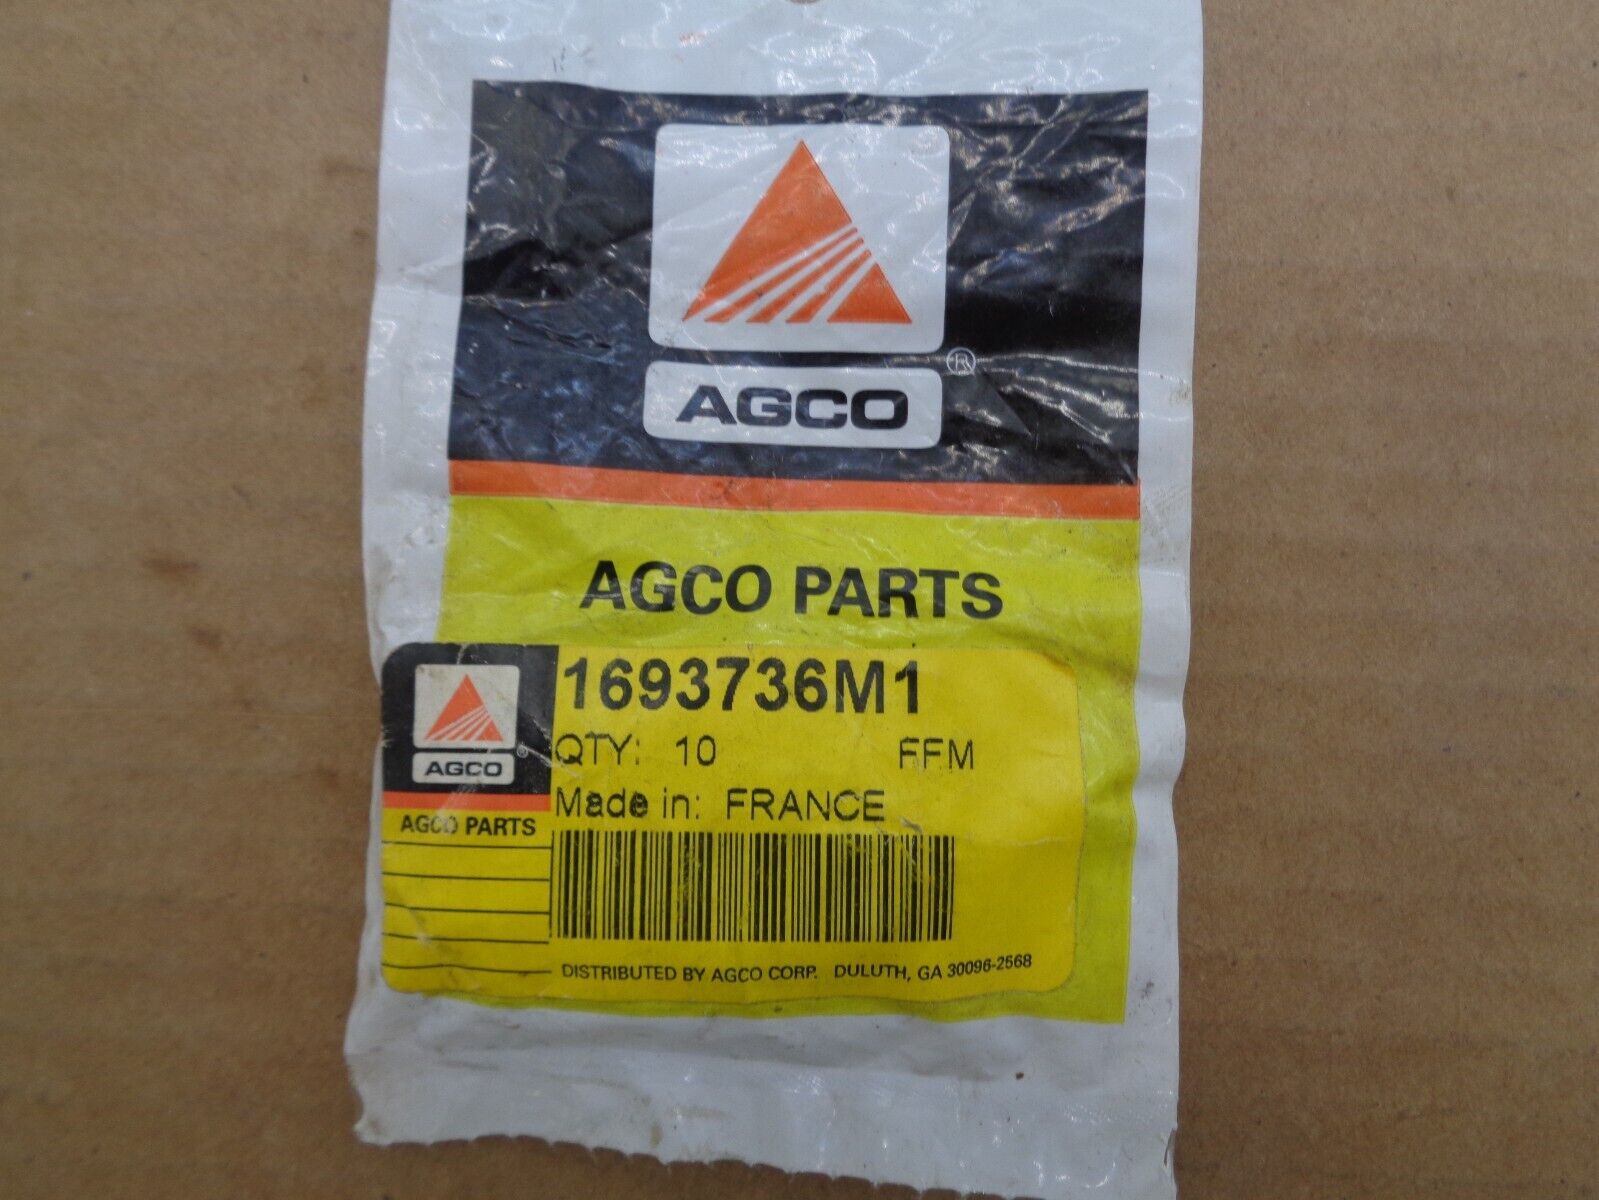 AGCO ®
AGCO PARTS
1693736M1
QTY: 10 FFM
Made in: FRANCE
AGCO ®
AGCO PARTS
DISTRIBUTED BY AGCO CORP. DULUTH, GA 30096-2568